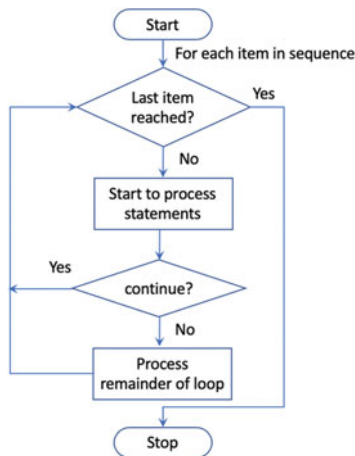 Start
For each item in sequence
Last item
reached?
Yes
No
Start to process
statements
Yes
continue?
No
Process
remainder of loop
Stop